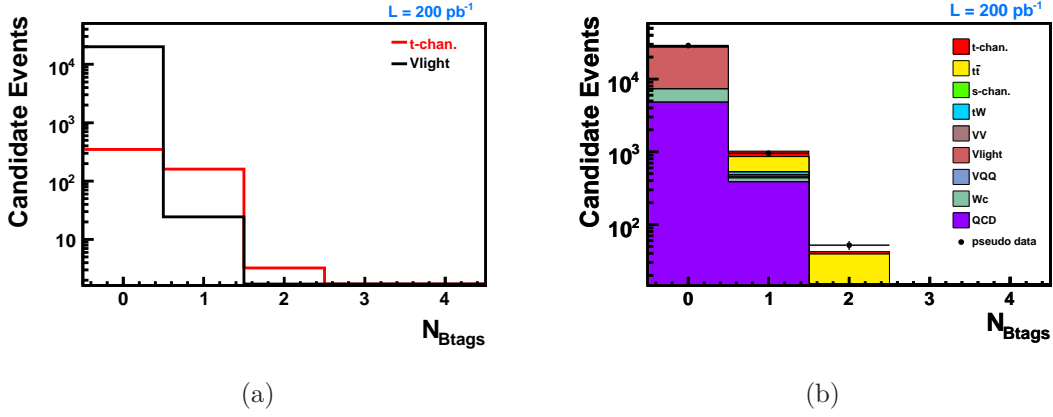 L = 200 pb⁻¹
Candidate Events
10⁴
10³
10²
10
t-chan.
Vlight
0 1 2 3 4
N_Btags
(a)
L = 200 pb⁻¹
Candidate Events
10⁴
10³
10²
t-chan.
tt̄
s-chan.
tW
VV
Vlight
VQQ
Wc
QCD
pseudo data
0 1 2 3 4
N_Btags
(b)